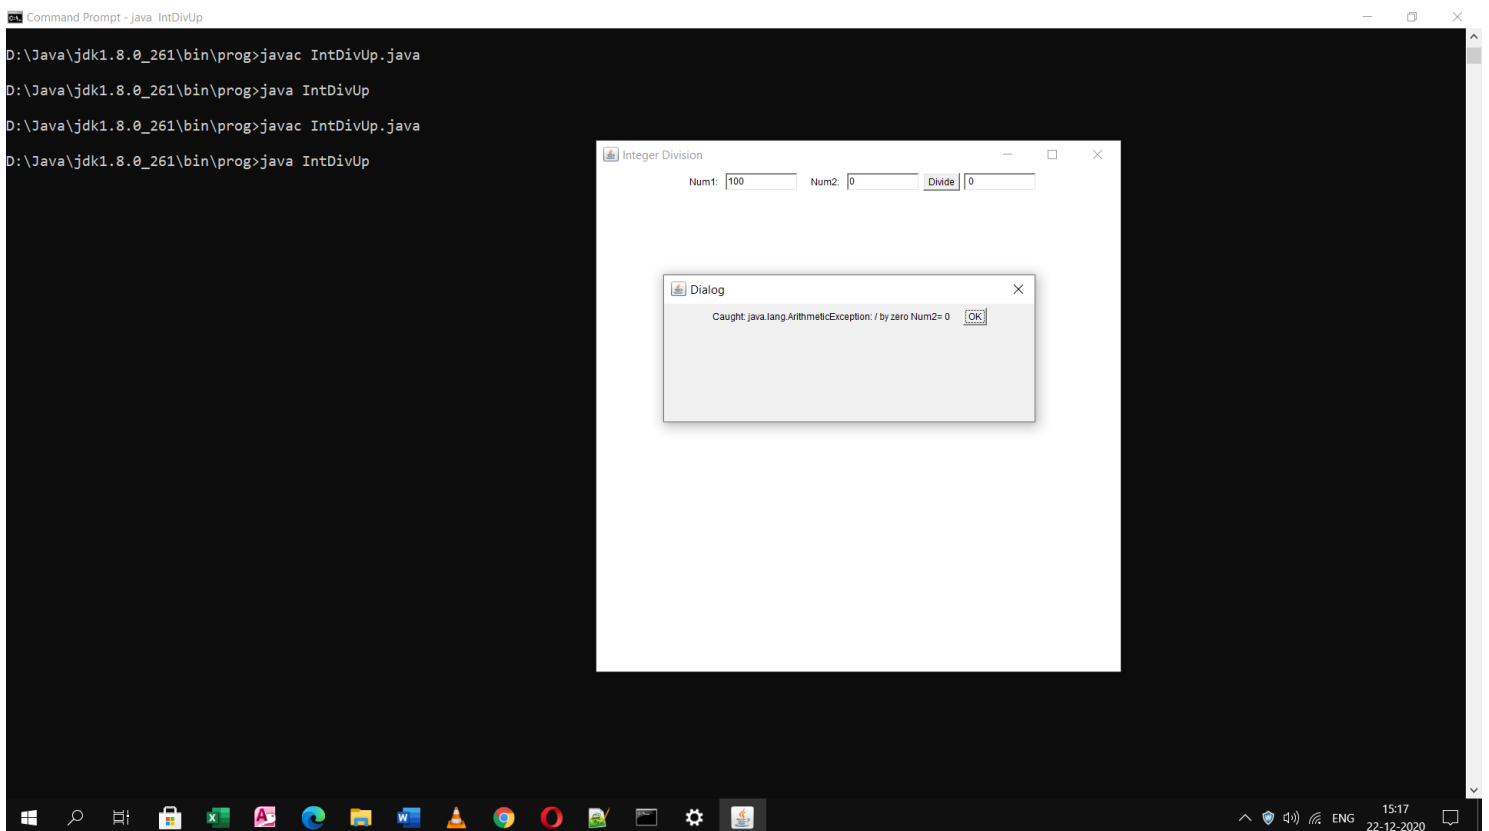 Command Prompt - java  IntDivUp
D:\Java\jdk1.8.0_261\bin\prog>javac IntDivUp.java
D:\Java\jdk1.8.0_261\bin\prog>java IntDivUp
D:\Java\jdk1.8.0_261\bin\prog>javac IntDivUp.java
D:\Java\jdk1.8.0_261\bin\prog>java IntDivUp
Integer Division
Num1: 100 Num2: 0 Divide 0
Dialog
Caught: java.lang.ArithmeticException: / by zero Num2= 0 OK
ENG
15:17
22-12-2020